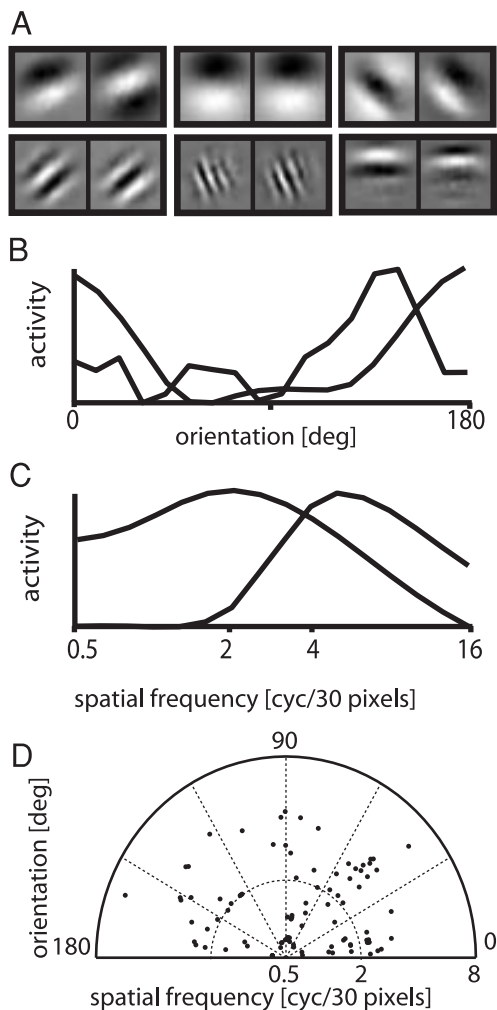 A
B
activity
0
180
orientation [deg]
C
activity
0.5
2
4
16
spatial frequency [cyc/30 pixels]
D
90
orientation [deg]
180
0
0.5
2
8
spatial frequency [cyc/30 pixels]